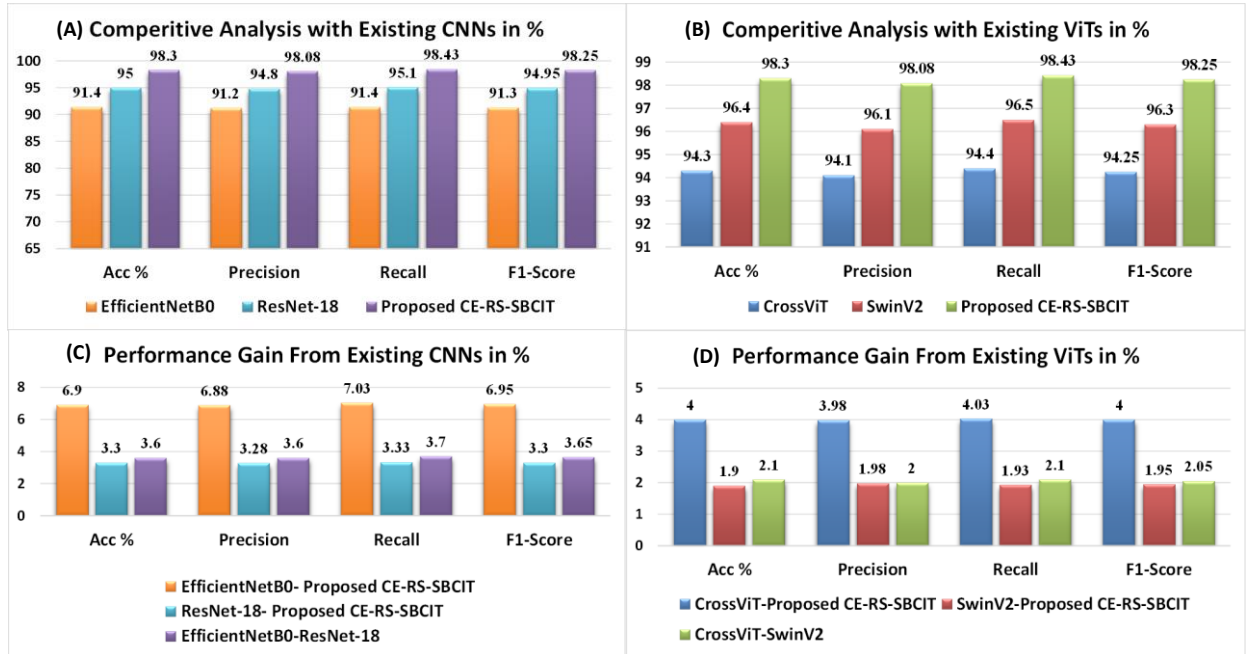 (A) Comperitive Analysis with Existing CNNs in %
100
95
90
85
80
75
70
65
91.4
95
98.3
91.2
94.8
98.08
91.4
95.1
98.43
91.3
94.95
98.25
Acc %
Precision
Recall
F1-Score
EfficientNetB0
ResNet-18
Proposed CE-RS-SBCIT
(B) Comperitive Analysis with Existing ViTs in %
99
98
97
96
95
94
93
92
91
94.3
96.4
98.3
94.1
96.1
98.08
94.4
96.5
98.43
94.25
96.3
98.25
Acc %
Precision
Recall
F1-Score
CrossViT
SwinV2
Proposed CE-RS-SBCIT
(C) Performance Gain From Existing CNNs in %
8
6
4
2
0
6.9
3.3
3.6
6.88
3.28
3.6
7.03
3.33
3.7
6.95
3.3
3.65
Acc %
Precision
Recall
F1-Score
EfficientNetB0- Proposed CE-RS-SBCIT
ResNet-18- Proposed CE-RS-SBCIT
EfficientNetB0-ResNet-18
(D) Performance Gain From Existing ViTs in %
5
4
3
2
1
0
4
1.9
2.1
3.98
1.98
2
4.03
1.93
2.1
4
1.95
2.05
Acc %
Precision
Recall
F1-Score
CrossViT-Proposed CE-RS-SBCIT
SwinV2-Proposed CE-RS-SBCIT
CrossViT-SwinV2